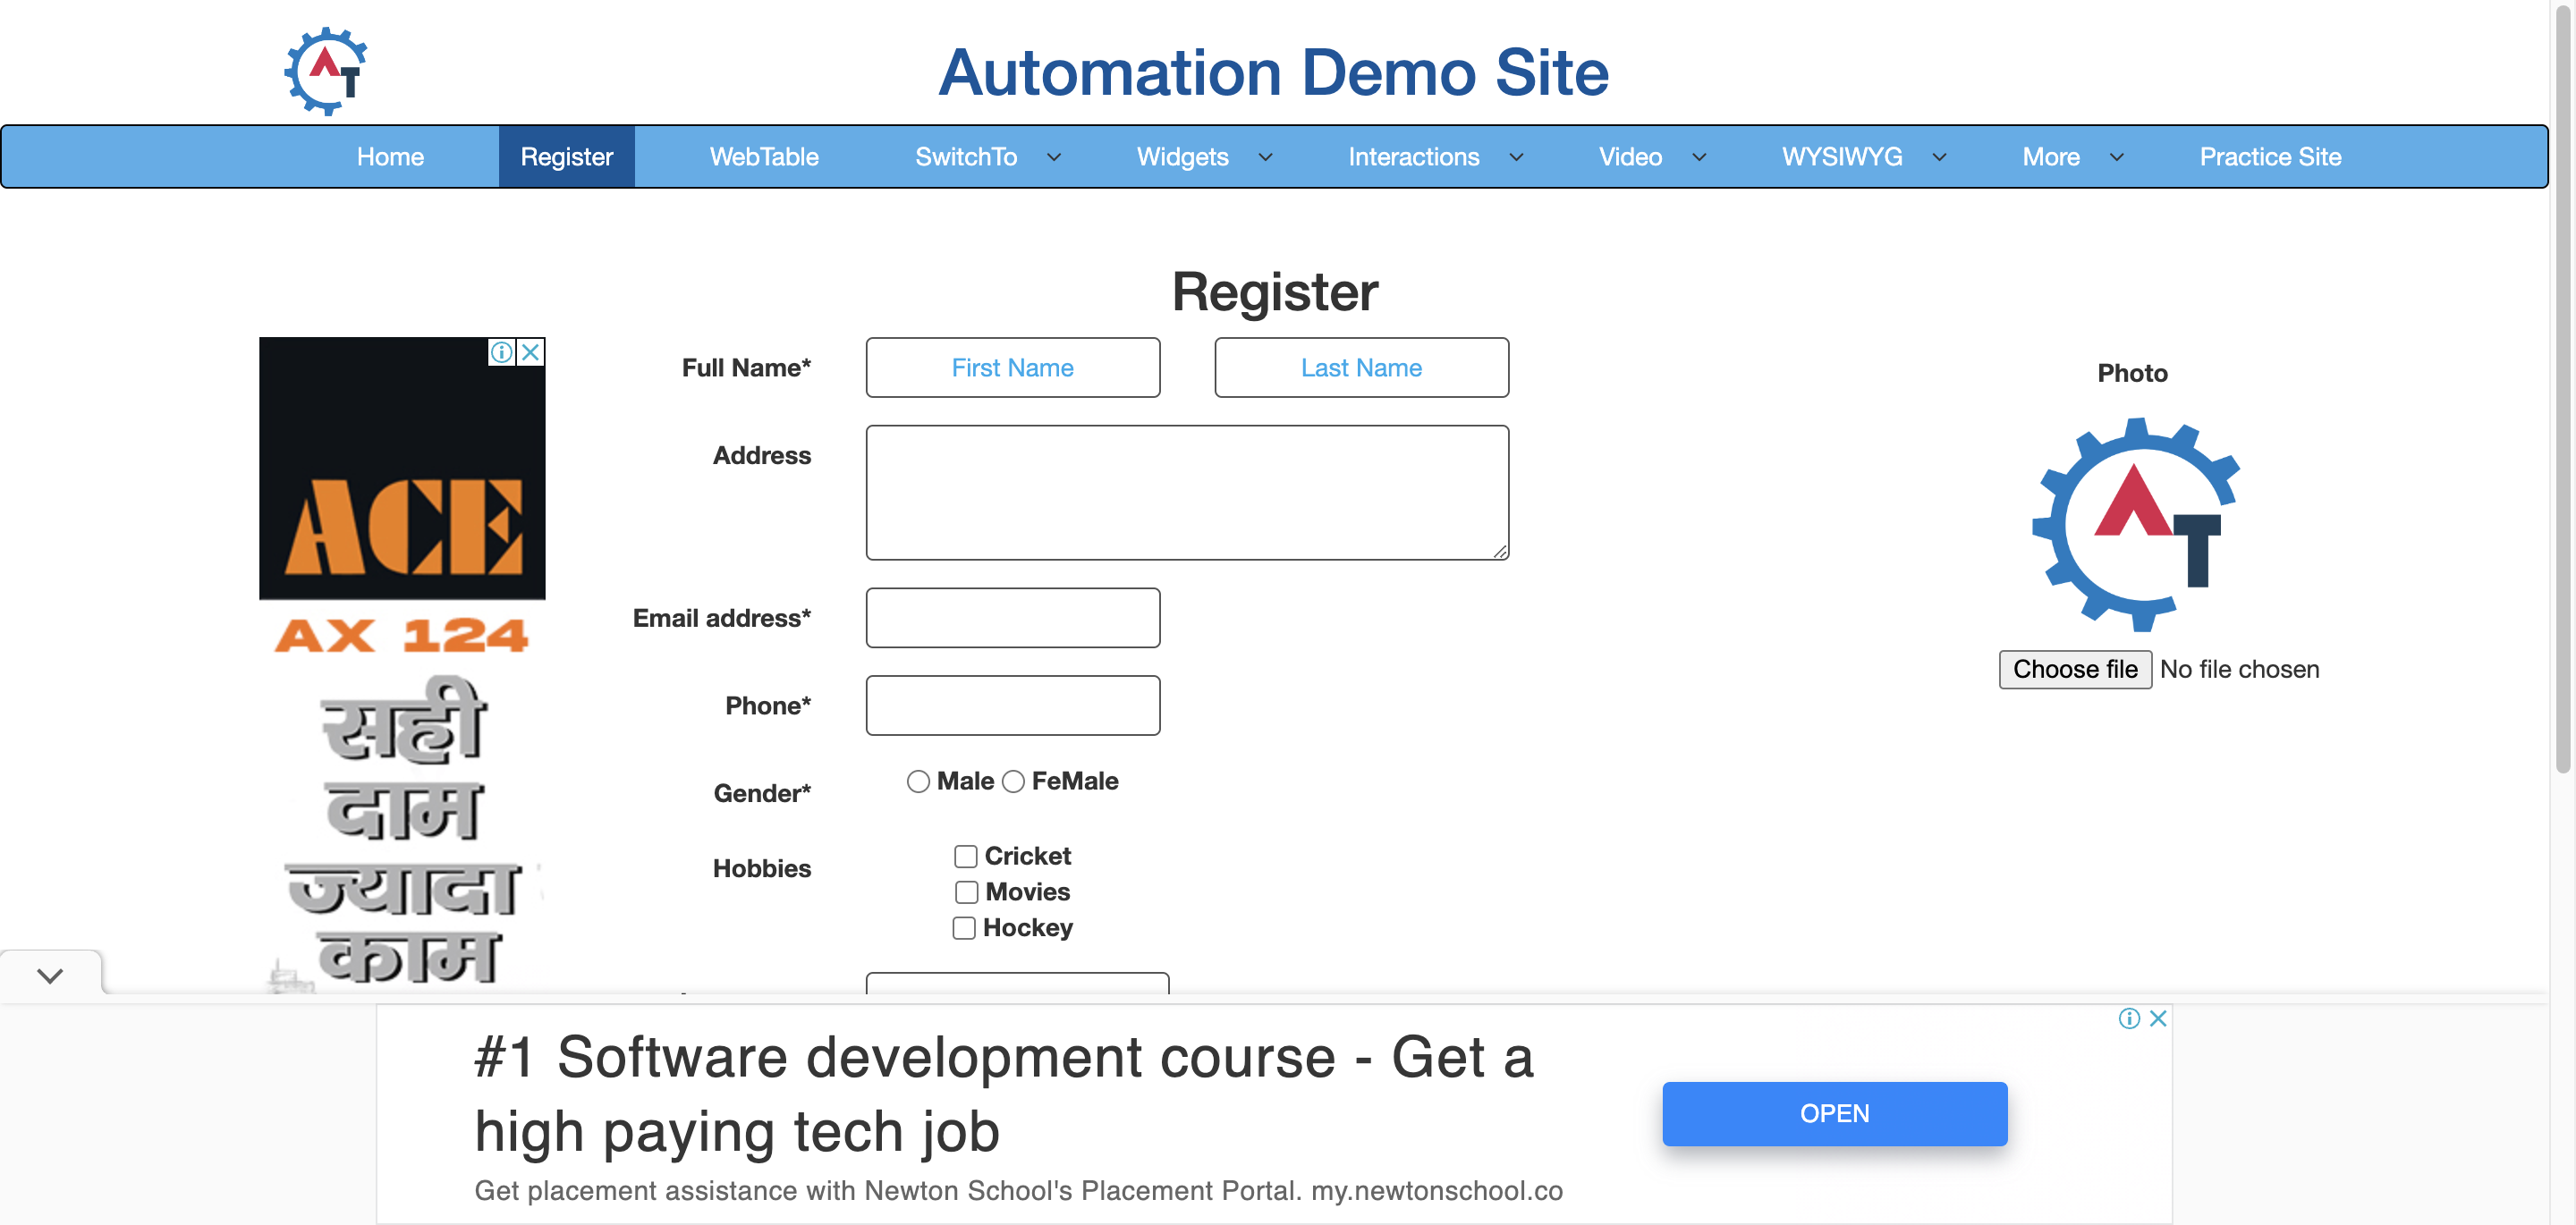 AT
Automation Demo Site
Home Register WebTable SwitchTo Widgets Interactions Video WYSIWYG More Practice Site
Register
Full Name* First Name Last Name
Photo
Address
AT
ACE
AX 124
सही
दाम
ज्यादा
काम
Email address*
Choose file No file chosen
Phone*
Gender* Male FeMale
Hobbies Cricket
Movies
Hockey
#1 Software development course - Get a
high paying tech job
OPEN
Get placement assistance with Newton School's Placement Portal. my.newtonschool.co